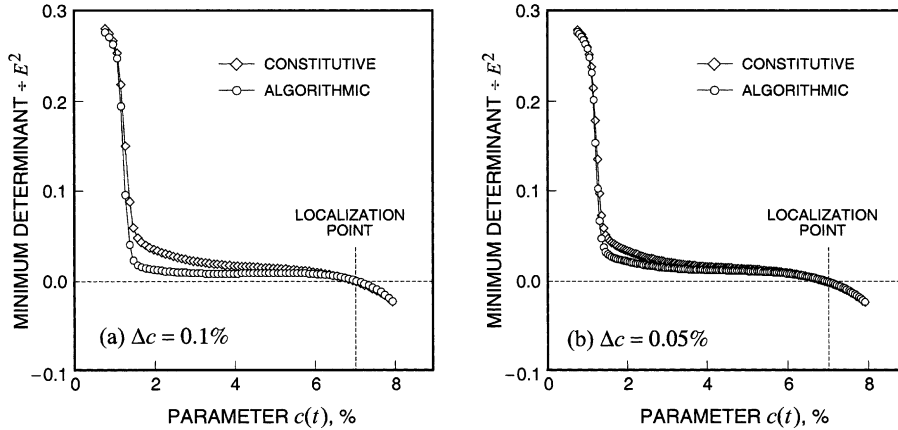 0.3
0.2
0.1
0.0
−0.1
MINIMUM DETERMINANT ÷ E²
CONSTITUTIVE
ALGORITHMIC
LOCALIZATION
POINT
(a) Δc = 0.1%
0 2 4 6 8
PARAMETER c(t), %
0.3
0.2
0.1
0.0
−0.1
MINIMUM DETERMINANT ÷ E²
CONSTITUTIVE
ALGORITHMIC
LOCALIZATION
POINT
(b) Δc = 0.05%
0 2 4 6 8
PARAMETER c(t), %